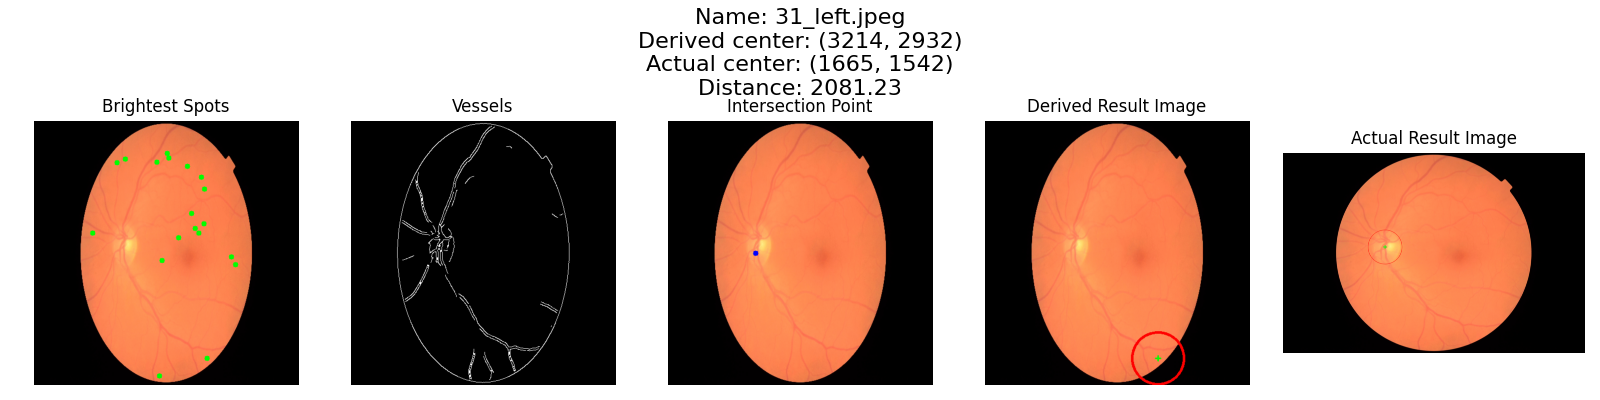 Name: 31_left.jpeg
Derived center: (3214, 2932)
Actual center: (1665, 1542)
Distance: 2081.23
Brightest Spots
Vessels
Intersection Point
Derived Result Image
Actual Result Image